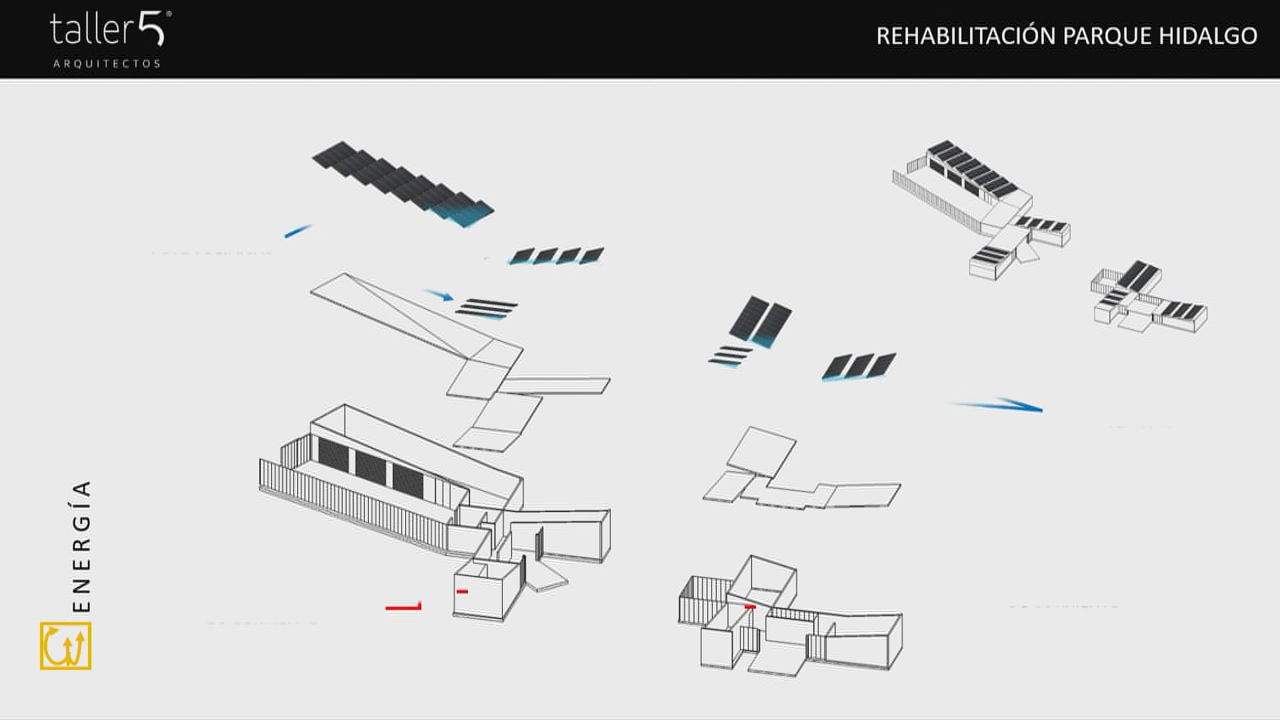 taller5®
ARQUITECTOS
REHABILITACIÓN PARQUE HIDALGO
ENERGÍA